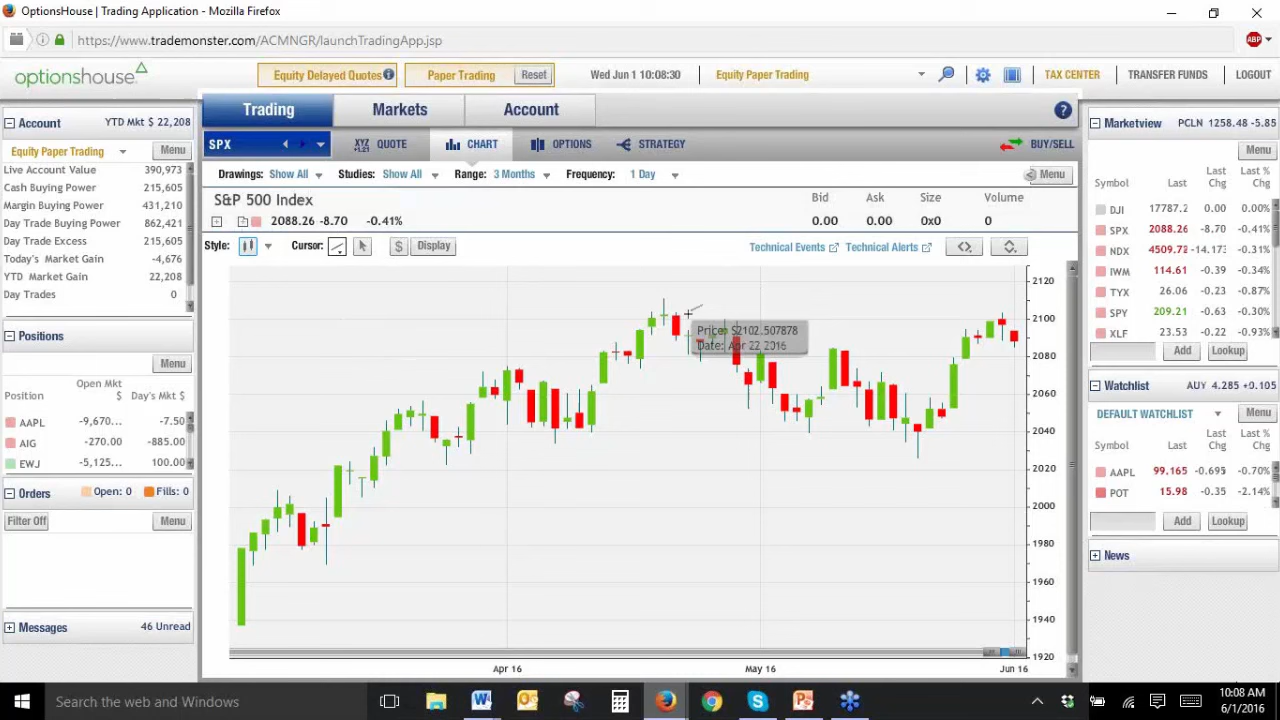 OptionsHouse | Trading Application - Mozilla Firefox
https://www.trademonster.com/ACMNGR/launchTradingApp.jsp
ABP
optionshouse
Equity Delayed Quotes
Paper Trading
Reset
Wed Jun 1 10:08:30
Equity Paper Trading
TAX CENTER
TRANSFER FUNDS
LOGOUT
Account YTD Mkt $ 22,208
Equity Paper Trading Menu
Live Account Value 390,973
Cash Buying Power 215,605
Margin Buying Power 431,210
Day Trade Buying Power 862,421
Day Trade Excess 215,605
Today's Market Gain -4,676
YTD Market Gain 22,208
Day Trades 0
Positions
Menu
Open Mkt
Position $ Day's Mkt $
AAPL -9,670... -7.50
AIG -270.00 -885.00
EWJ -5,125... 100.00
Orders Open: 0 Fills: 0
Filter Off Menu
Messages 46 Unread
Trading Markets Account
SPX
XYZ
121.27
QUOTE CHART OPTIONS STRATEGY BUY/SELL
Drawings: Show All Studies: Show All Range: 3 Months Frequency: 1 Day Menu
S&P 500 Index Bid Ask Size Volume
2088.26 -8.70 -0.41% 0.00 0.00 0x0 0
Style: Cursor: $ Display Technical Events Technical Alerts
2120
2100
2080
2060
2040
2020
2000
1980
1960
1940
1920
Price: $2102.507878
Date: Apr 22 2016
Apr 16 May 16 Jun 16
Marketview PCLN 1258.48 -5.85
Menu
Symbol Last Last Chg Last % Chg
DJI 17787.2 0.00 0.00%
SPX 2088.26 -8.70 -0.41%
NDX 4509.72 -14.173 -0.31%
IWM 114.61 -0.39 -0.34%
TYX 26.06 -0.23 -0.87%
SPY 209.21 -0.63 -0.30%
XLF 23.53 -0.22 -0.93%
Add Lookup
Watchlist AUY 4.285 +0.105
DEFAULT WATCHLIST Menu
Symbol Last Last Chg Last % Chg
AAPL 99.165 -0.695 -0.70%
POT 15.98 -0.35 -2.14%
Add Lookup
News
Search the web and Windows
10:08 AM
6/1/2016